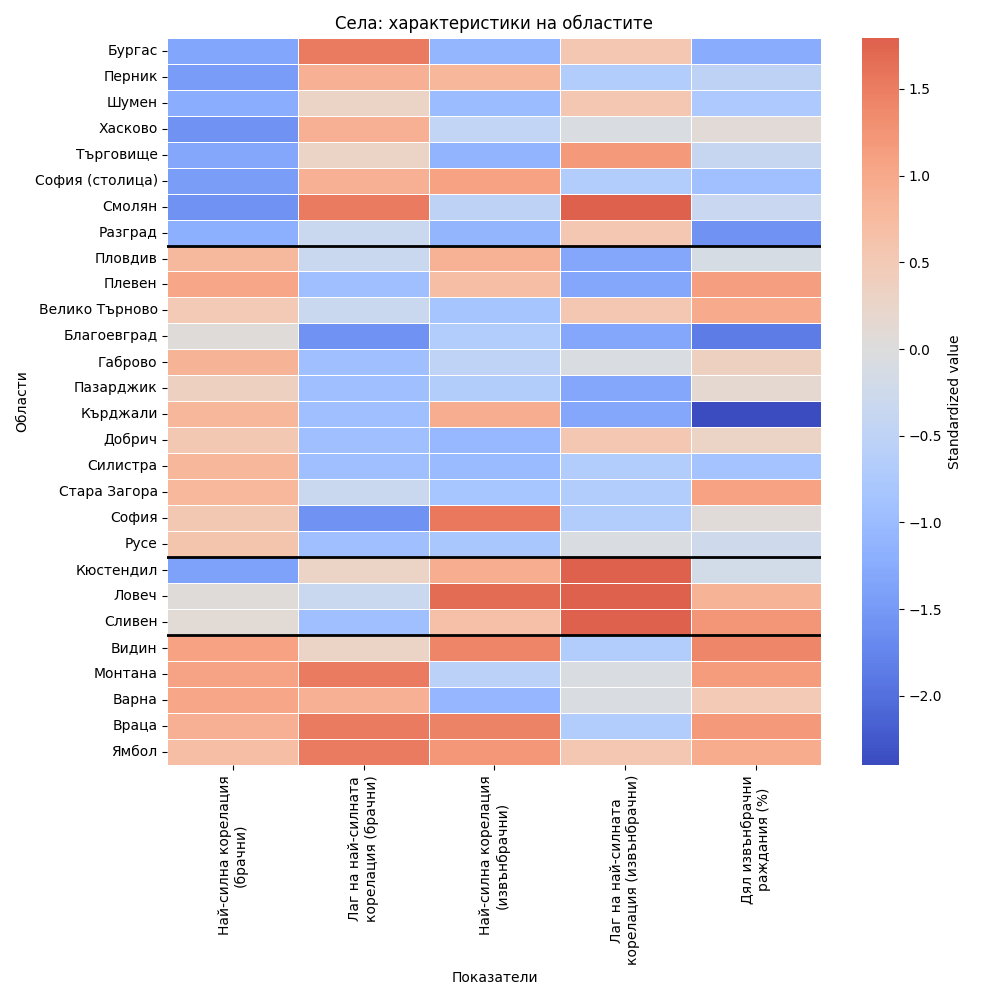 Села: характеристики на областите
Бургас
Перник
Шумен
Хасково
Търговище
София (столица)
Смолян
Разград
Пловдив
Плевен
Велико Търново
Благоевград
Габрово
Пазарджик
Кърджали
Добрич
Силистра
Стара Загора
София
Русе
Кюстендил
Ловеч
Сливен
Видин
Монтана
Варна
Враца
Ямбол
Области
Най-силна корелация
(брачни)
Лаг на най-силната
корелация (брачни)
Най-силна корелация
(извънбрачни)
Лаг на най-силната
корелация (извънбрачни)
Дял извънбрачни
раждания (%)
Показатели
1.5
1.0
0.5
0.0
−0.5
−1.0
−1.5
−2.0
Standardized value